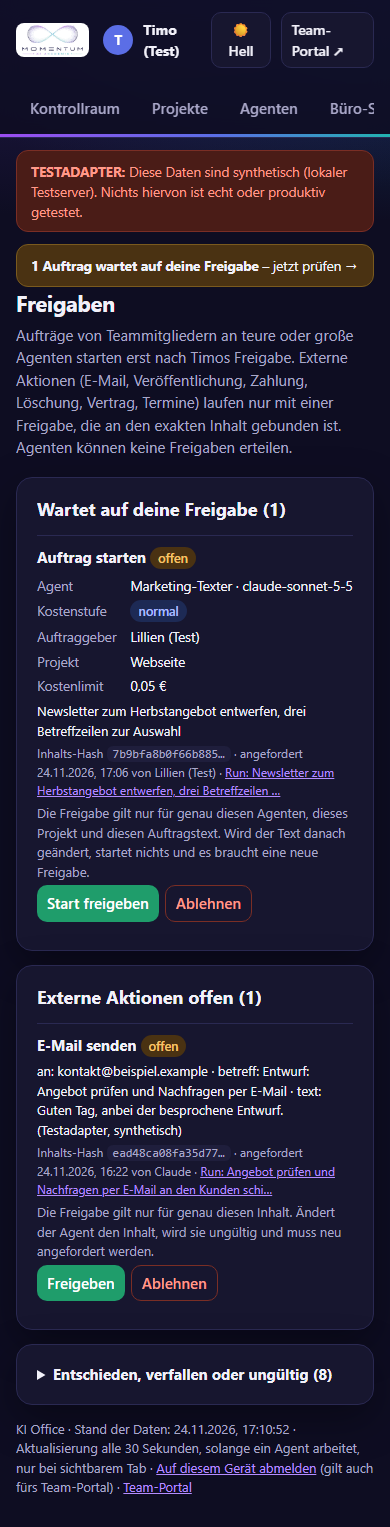 MOMENTUM
T
Timo
(Test)
Hell
Team-
Portal ↗
Kontrollraum Projekte Agenten Büro-S
TESTADAPTER: Diese Daten sind synthetisch (lokaler
Testserver). Nichts hiervon ist echt oder produktiv
getestet.
1 Auftrag wartet auf deine Freigabe – jetzt prüfen →
Freigaben
Aufträge von Teammitgliedern an teure oder große
Agenten starten erst nach Timos Freigabe. Externe
Aktionen (E-Mail, Veröffentlichung, Zahlung,
Löschung, Vertrag, Termine) laufen nur mit einer
Freigabe, die an den exakten Inhalt gebunden ist.
Agenten können keine Freigaben erteilen.
Wartet auf deine Freigabe (1)
Auftrag starten offen
Agent Marketing-Texter · claude-sonnet-5-5
Kostenstufe normal
Auftraggeber Lillien (Test)
Projekt Webseite
Kostenlimit 0,05 €
Newsletter zum Herbstangebot entwerfen, drei
Betreffzeilen zur Auswahl
Inhalts-Hash 7b9bfa8b0f66b885… · angefordert
24.11.2026, 17:06 von Lillien (Test) · Run: Newsletter zum
Herbstangebot entwerfen, drei Betreffzeilen …
Die Freigabe gilt nur für genau diesen Agenten, dieses
Projekt und diesen Auftragstext. Wird der Text danach
geändert, startet nichts und es braucht eine neue
Freigabe.
Start freigeben Ablehnen
Externe Aktionen offen (1)
E-Mail senden offen
an: kontakt@beispiel.example · betreff: Entwurf:
Angebot prüfen und Nachfragen per E-Mail · text:
Guten Tag, anbei der besprochene Entwurf.
(Testadapter, synthetisch)
Inhalts-Hash ead48ca08fa35d77… · angefordert
24.11.2026, 16:22 von Claude · Run: Angebot prüfen und
Nachfragen per E-Mail an den Kunden schi…
Die Freigabe gilt nur für genau diesen Inhalt. Ändert
der Agent den Inhalt, wird sie ungültig und muss neu
angefordert werden.
Freigeben Ablehnen
▶ Entschieden, verfallen oder ungültig (8)
KI Office · Stand der Daten: 24.11.2026, 17:10:52 ·
Aktualisierung alle 30 Sekunden, solange ein Agent arbeitet,
nur bei sichtbarem Tab · Auf diesem Gerät abmelden (gilt auch
fürs Team-Portal) · Team-Portal